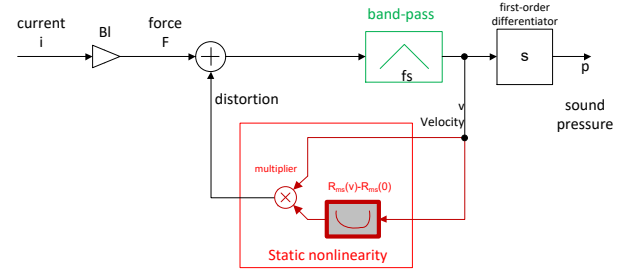 current
i
Bl
force
F
band-pass
first-order
differentiator
fs
s
p
v
Velocity
sound
pressure
distortion
multiplier
Rms(v)-Rms(0)
Static nonlinearity